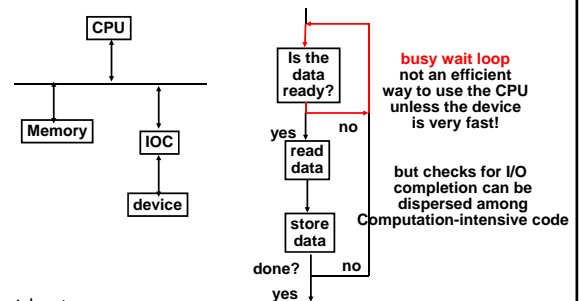 CPU
Memory
IOC
device
Is the
data
ready?
yes
no
read
data
store
data
done?
no
yes
busy wait loop
not an efficient
way to use the CPU
unless the device
is very fast!
but checks for I/O
completion can be
dispersed among
Computation-intensive code